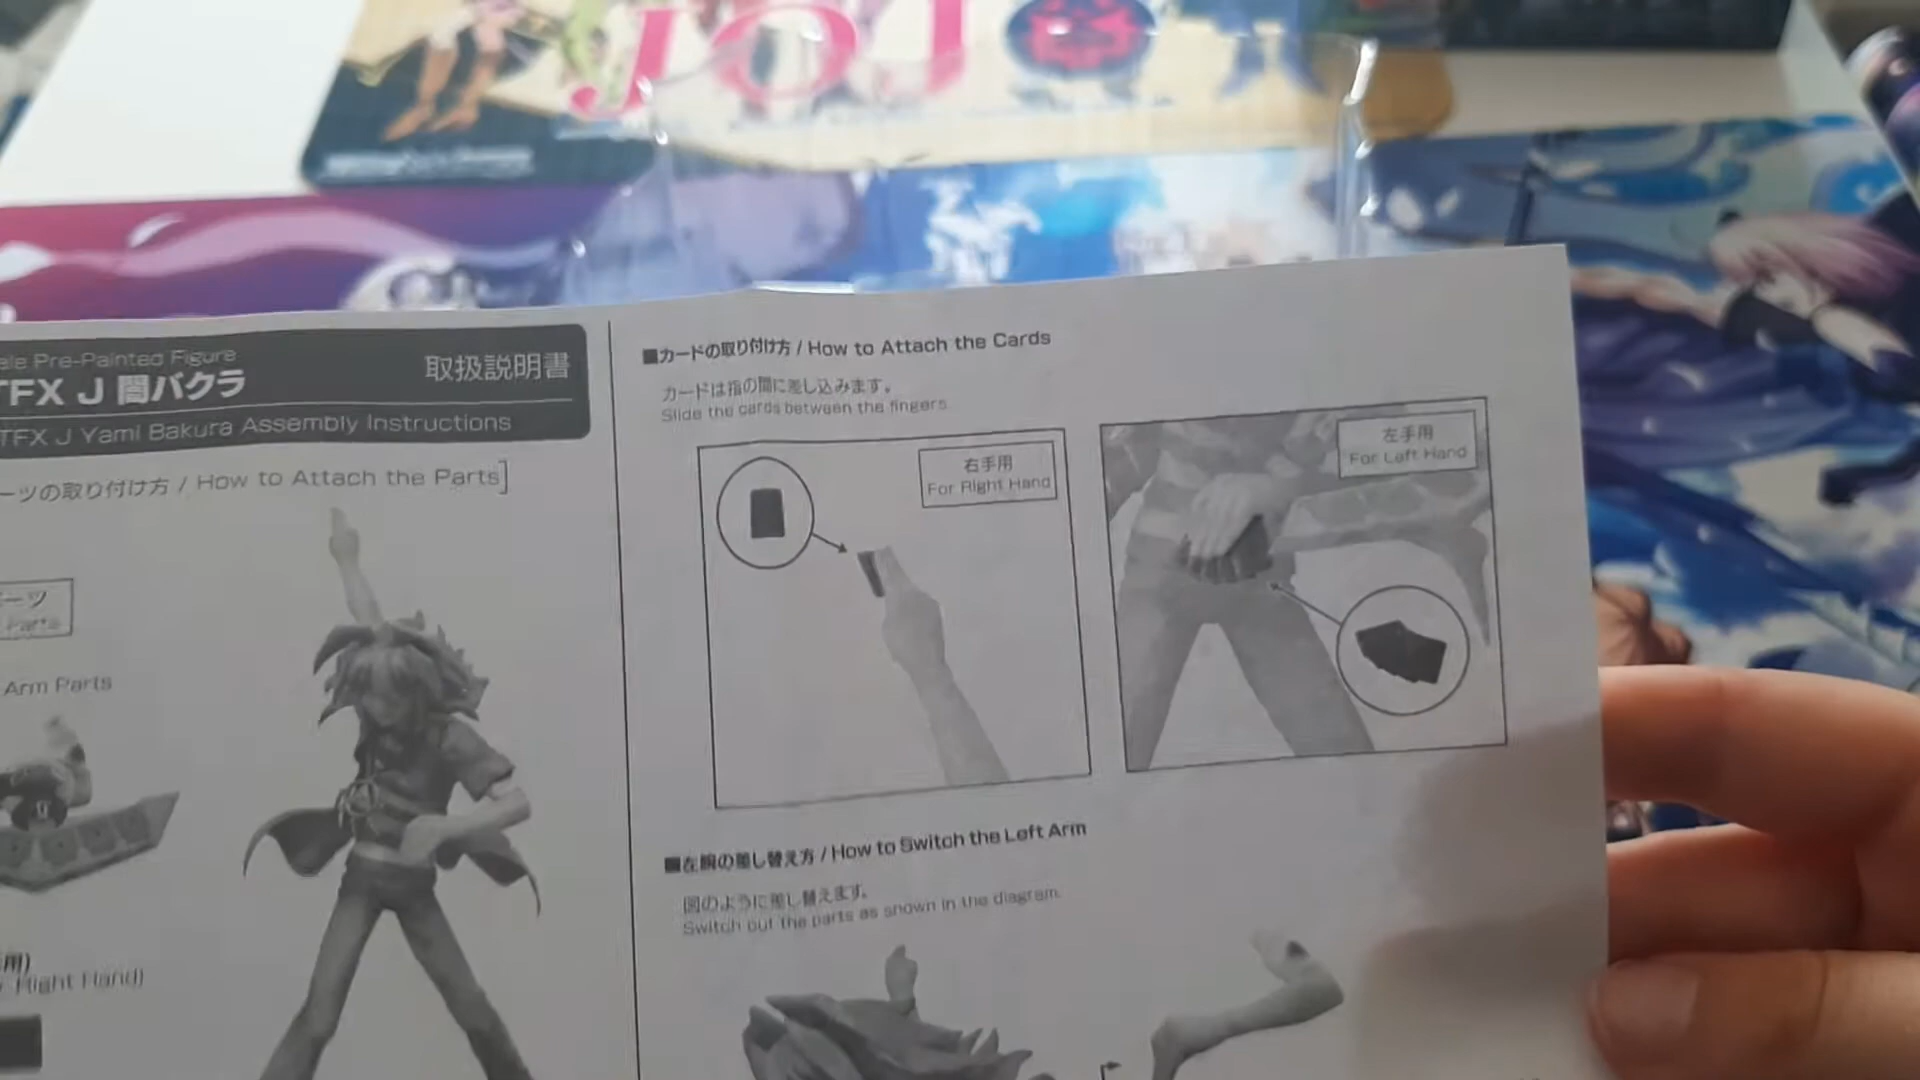 JOJO
Pre-Painted Figure
TFX J 闇バクラ
取扱説明書
TFX J Yami Bakura Assembly Instructions
ーツの取り付け方 / How to Attach the Parts]
ーツ
Parts
Arm Parts
用)
Right Hand)
■カードの取り付け方 / How to Attach the Cards
カードは指の間に差し込みます。
Slide the cards between the fingers.
右手用
For Right Hand
左手用
For Left Hand
■左腕の差し替え方 / How to Switch the Left Arm
図のように差し替えます。
Switch out the parts as shown in the diagram.